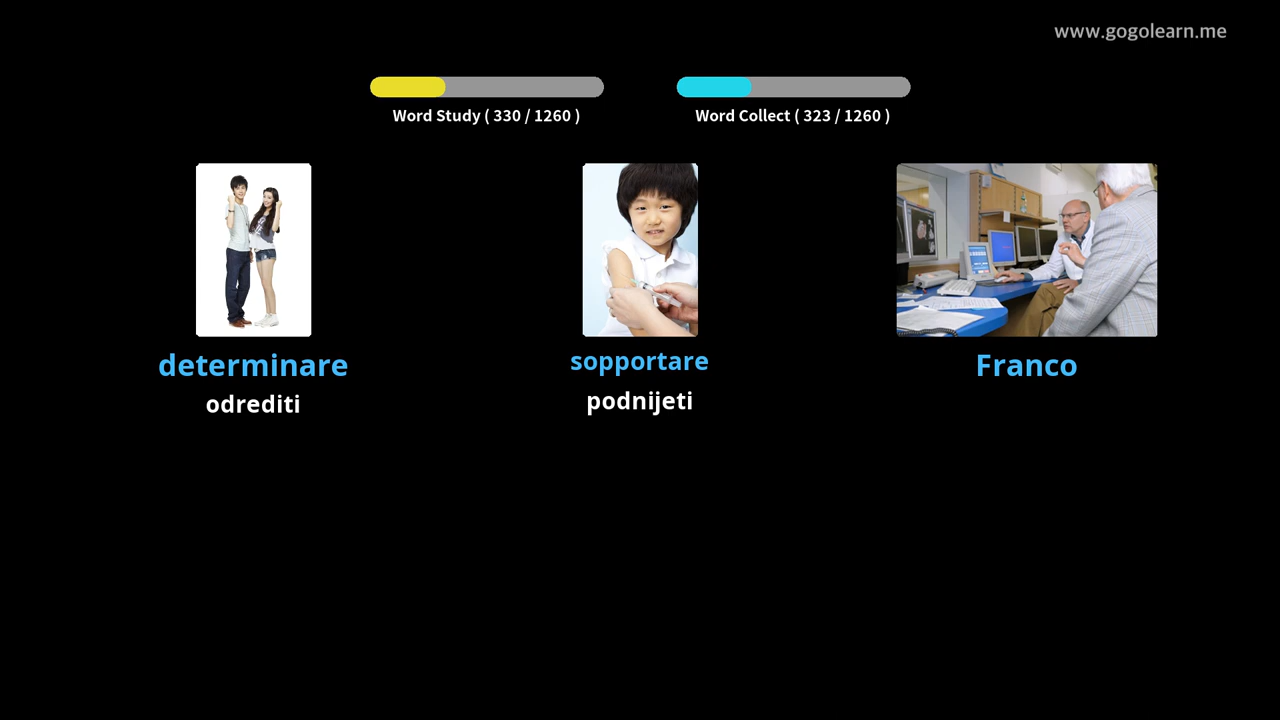 www.gogolearn.me
Word Study ( 330 / 1260 )
Word Collect ( 323 / 1260 )
determinare
odrediti
sopportare
podnijeti
Franco